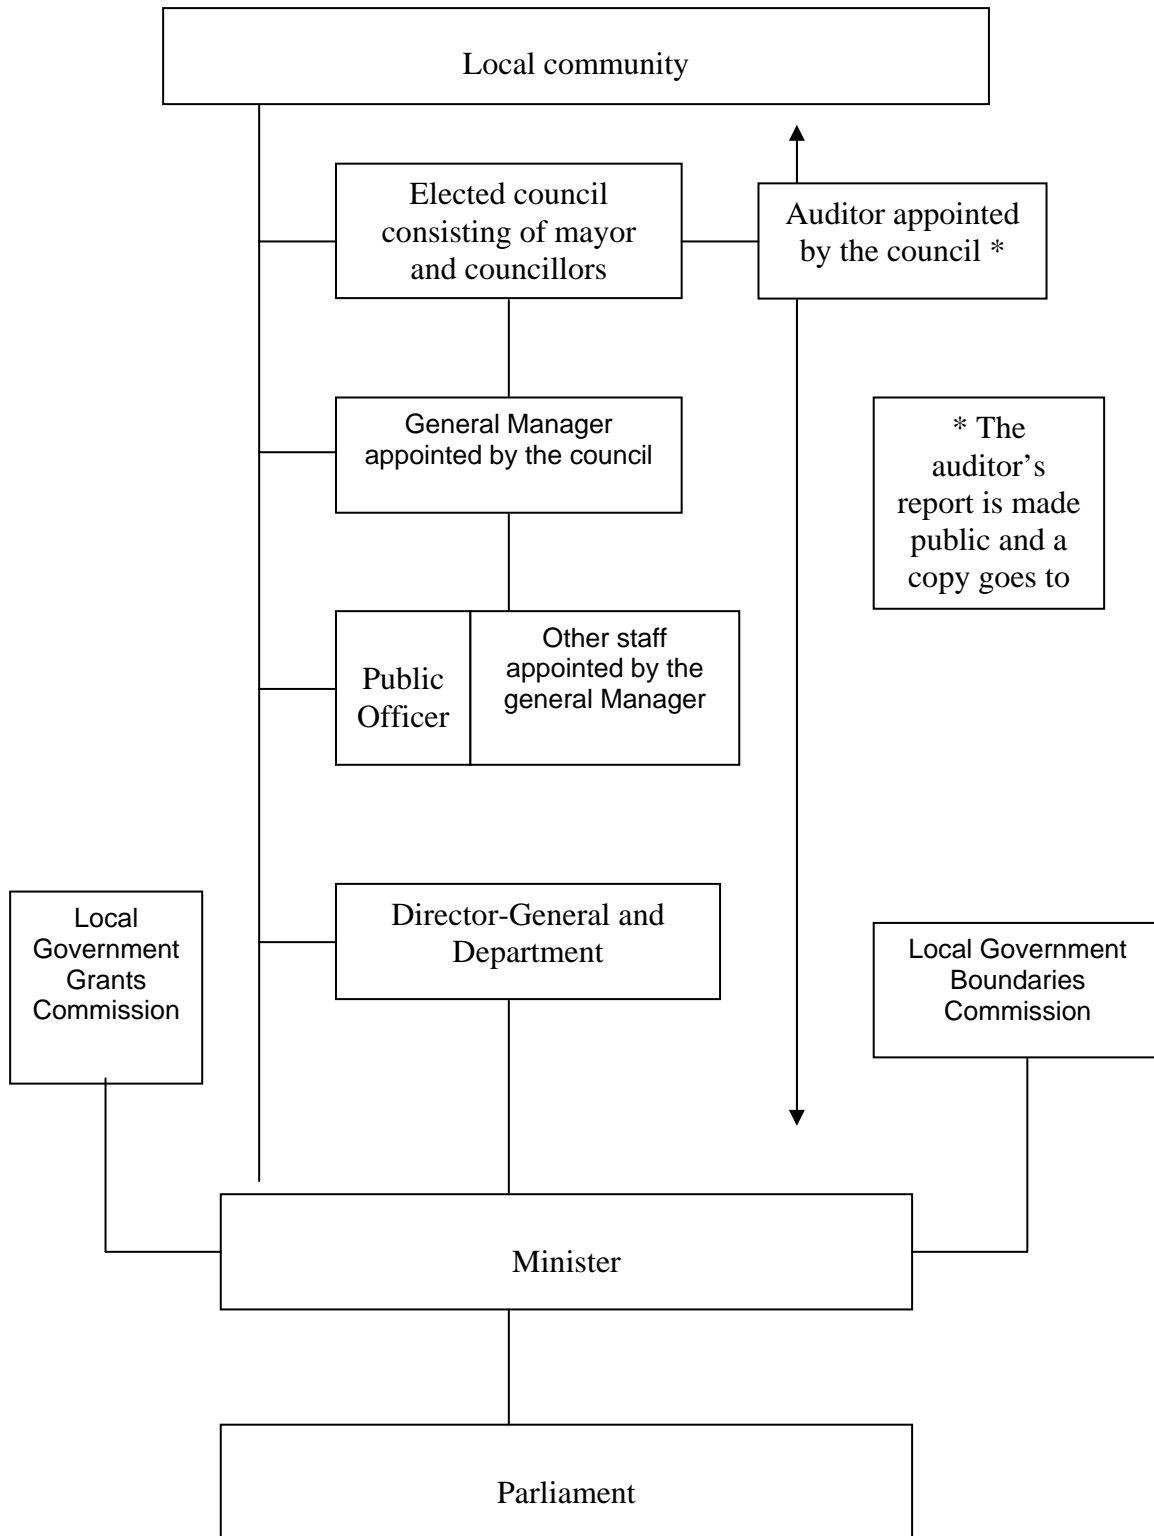 Local community
Elected council
consisting of mayor
and councillors
Auditor appointed
by the council *
General Manager
appointed by the council
* The
auditor’s
report is made
public and a
copy goes to
Public
Officer
Other staff
appointed by the
general Manager
Local
Government
Grants
Commission
Director-General and
Department
Local Government
Boundaries
Commission
Minister
Parliament